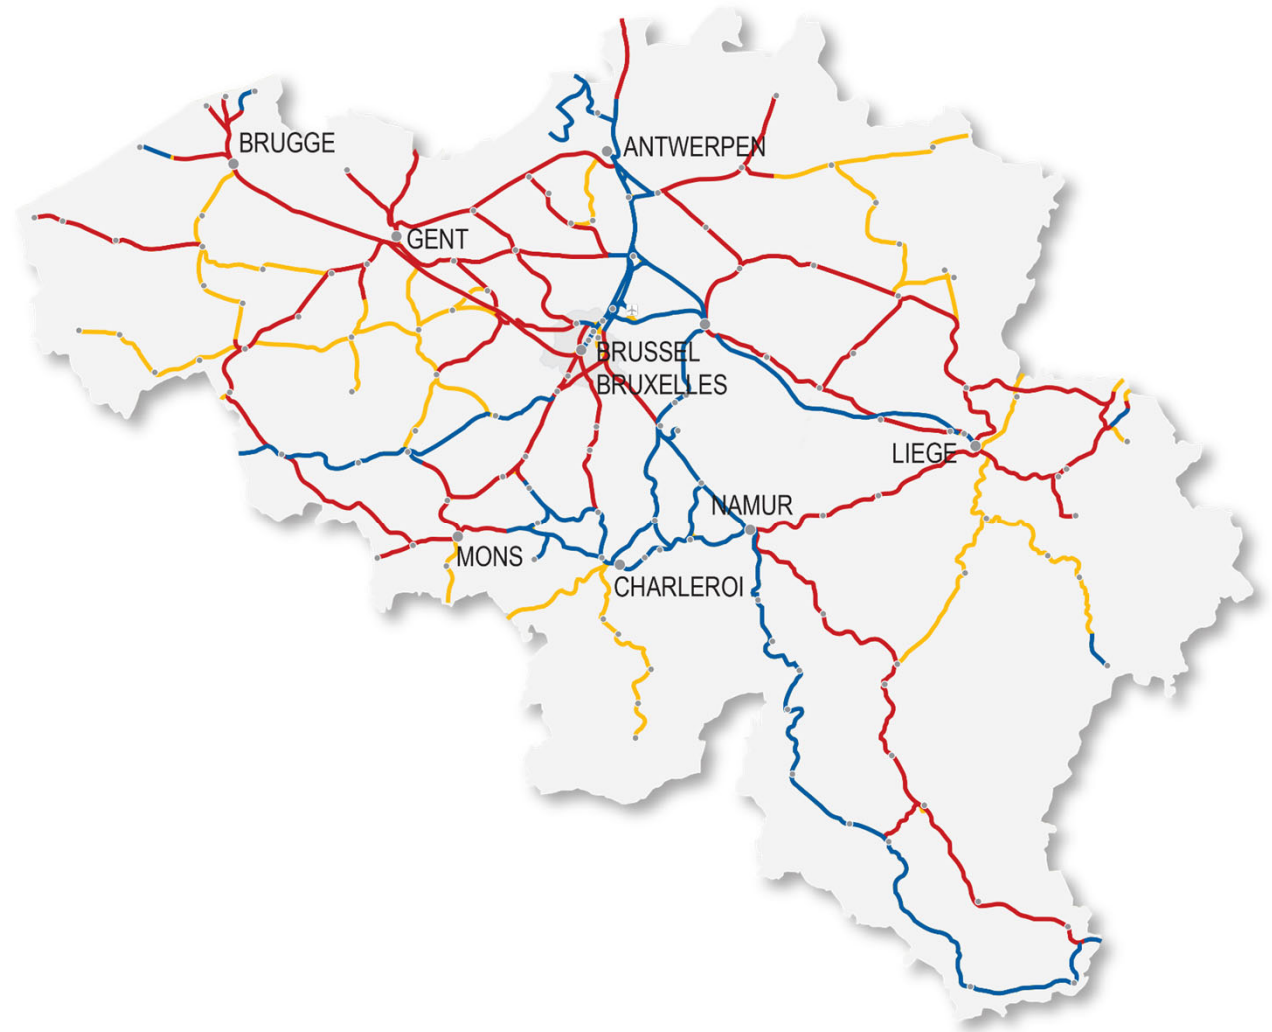 BRUGGE
ANTWERPEN
GENT
BRUSSEL
BRUXELLES
LIEGE
NAMUR
MONS
CHARLEROI